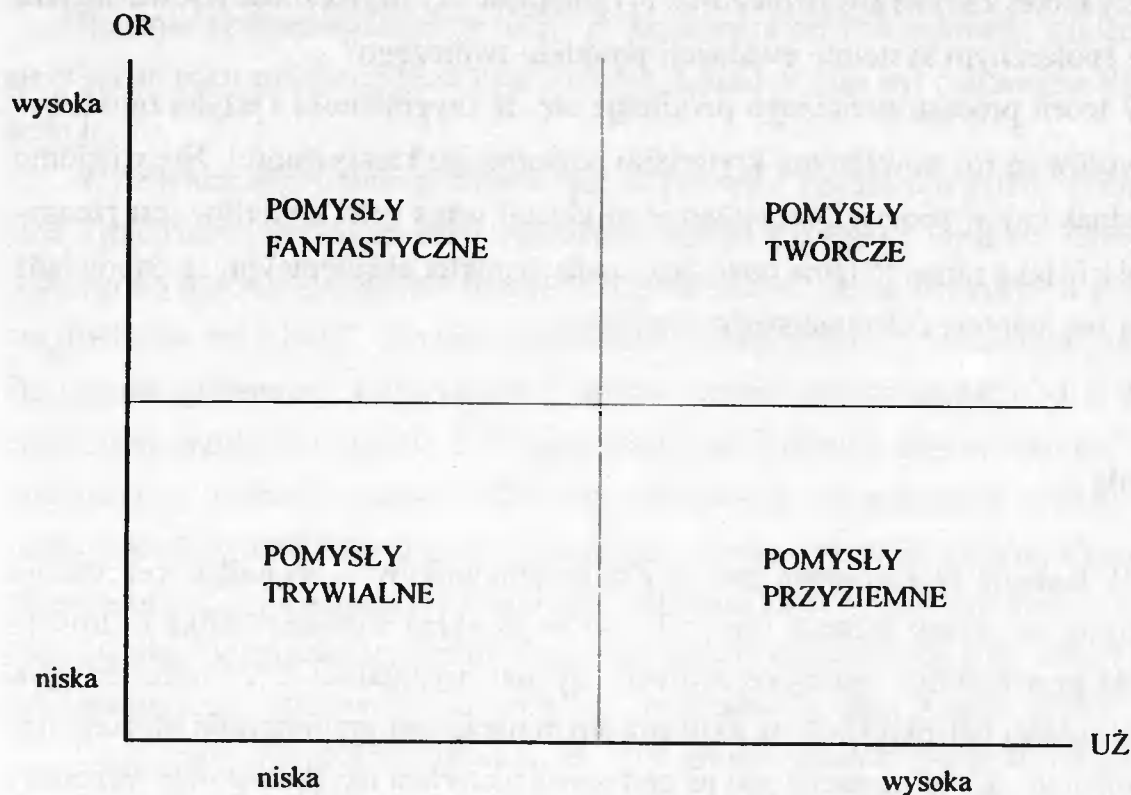 OR
wysoka
POMYSŁY
FANTASTYCZNE
POMYSŁY
TWÓRCZE
POMYSŁY
TRYWIALNE
POMYSŁY
PRZYZIEMNE
niska
UŻ
niska
wysoka